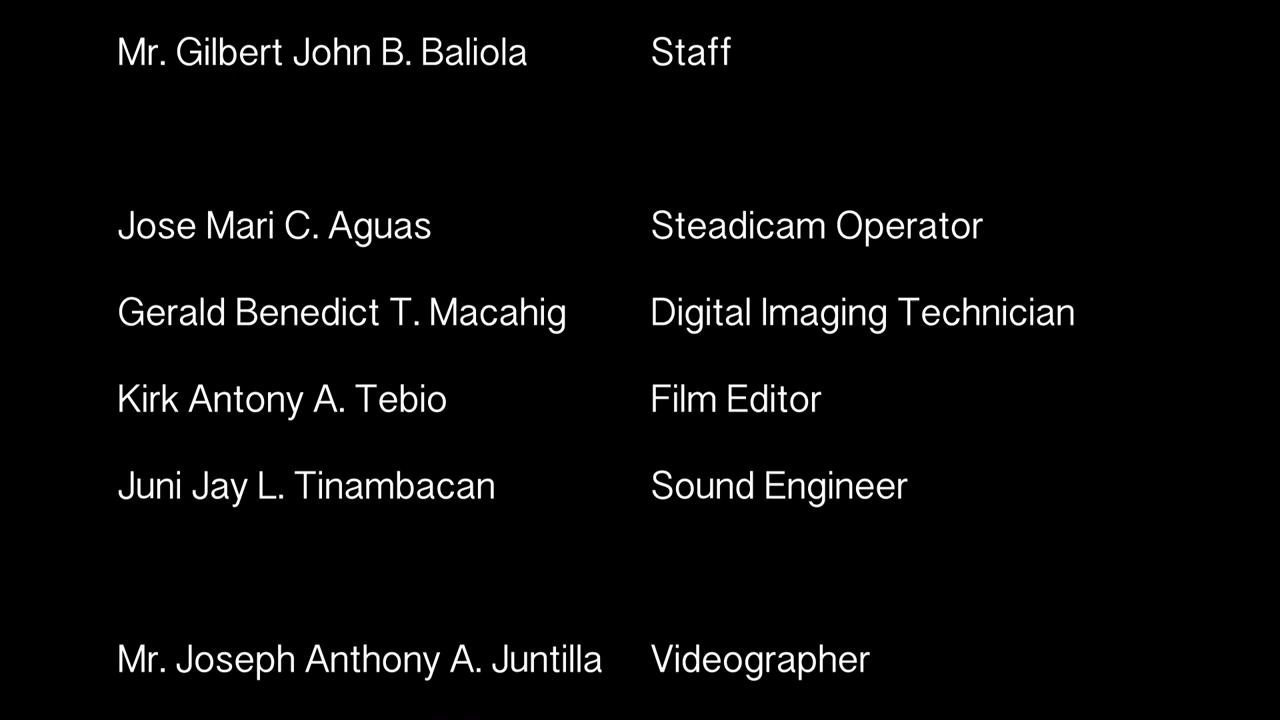 Mr. Gilbert John B. Baliola Staff
Jose Mari C. Aguas Steadicam Operator
Gerald Benedict T. Macahig Digital Imaging Technician
Kirk Antony A. Tebio Film Editor
Juni Jay L. Tinambacan Sound Engineer
Mr. Joseph Anthony A. Juntilla Videographer